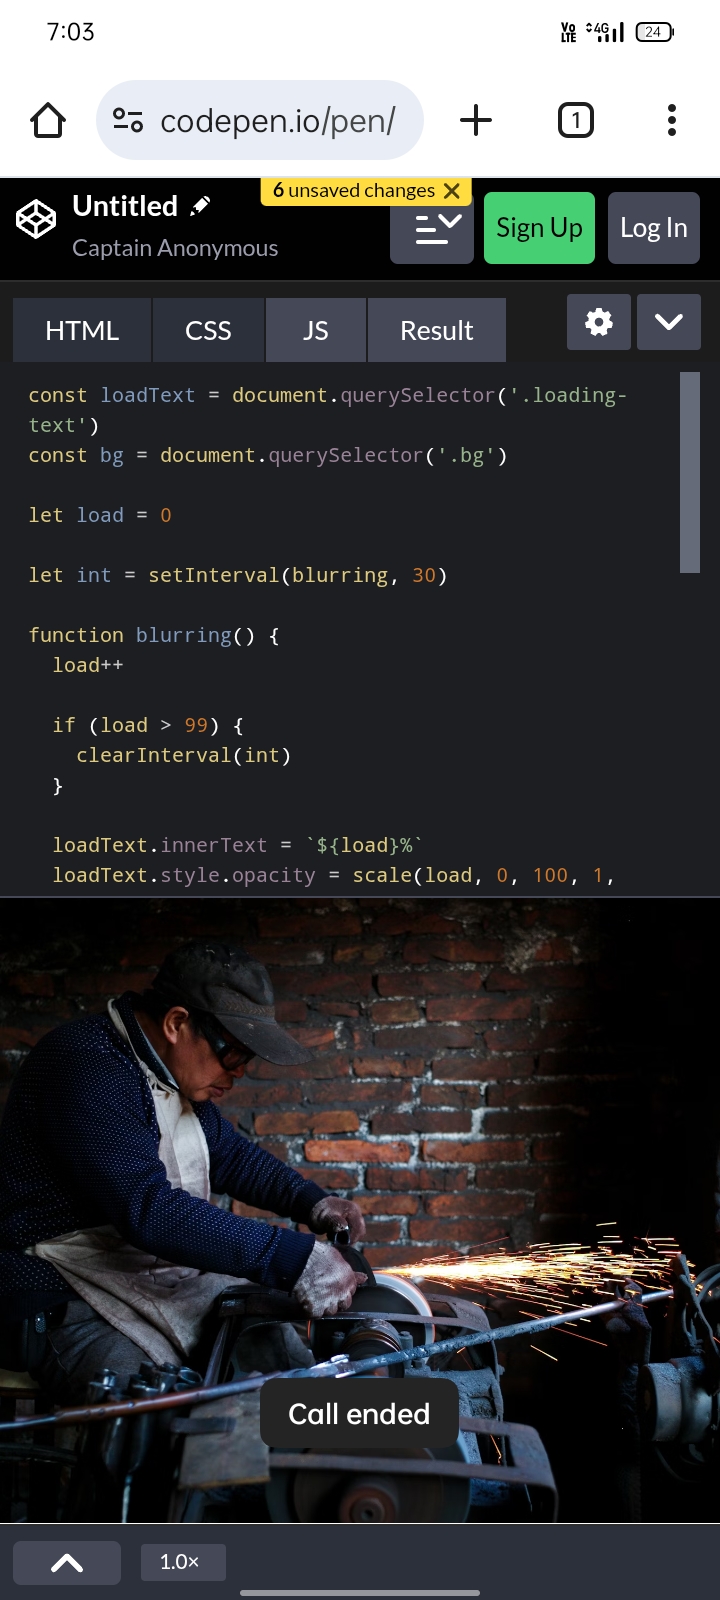 7:03
Vo LTE 4G 24
codepen.io/pen/
1
6 unsaved changes
Untitled
Captain Anonymous
Sign Up
Log In
HTML CSS JS Result
const loadText = document.querySelector('.loading-
text')
const bg = document.querySelector('.bg')
let load = 0
let int = setInterval(blurring, 30)
function blurring() {
load++
if (load > 99) {
clearInterval(int)
}
loadText.innerText = `${load}%`
loadText.style.opacity = scale(load, 0, 100, 1,
Call ended
1.0×